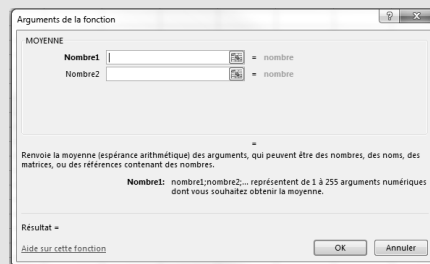 Arguments de la fonction
MOYENNE
Nombre1 = nombre
Nombre2 = nombre
=
Renvoie la moyenne (espérance arithmétique) des arguments, qui peuvent être des nombres, des noms, des
matrices, ou des références contenant des nombres.
Nombre1: nombre1;nombre2;... représentent de 1 à 255 arguments numériques
dont vous souhaitez obtenir la moyenne.
Résultat =
Aide sur cette fonction
OK Annuler